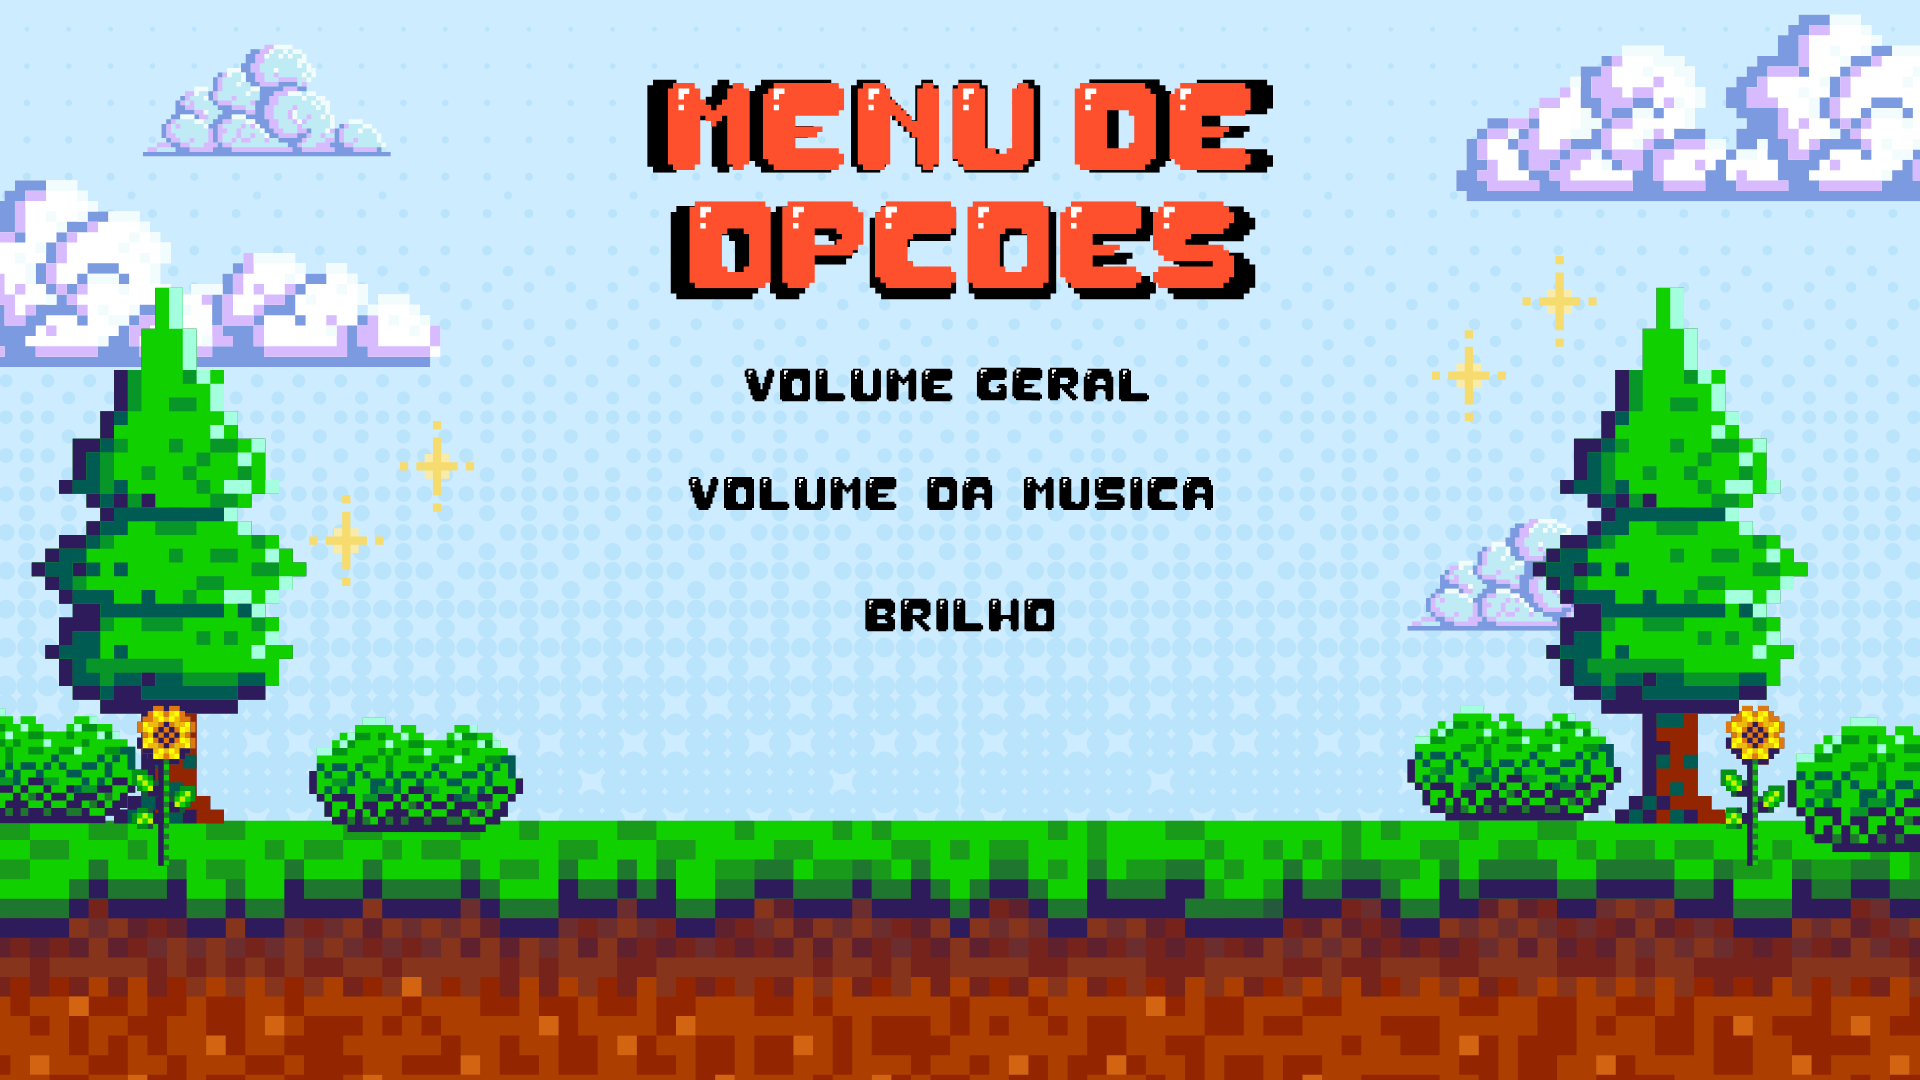 MENU DE
OPCOES
VOLUME GERAL
VOLUME DA MUSICA
BRILHO